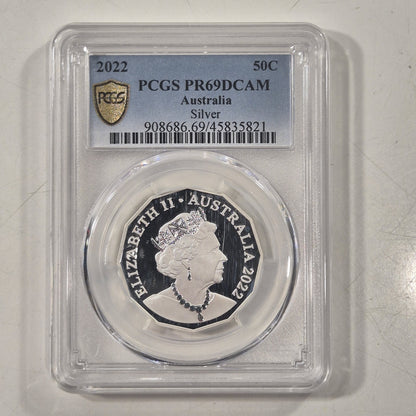 2022 50C
PCGS PCGS PR69DCAM
Australia
Silver
908686.69/45835821
ELIZABETH II • AUSTRALIA 2022